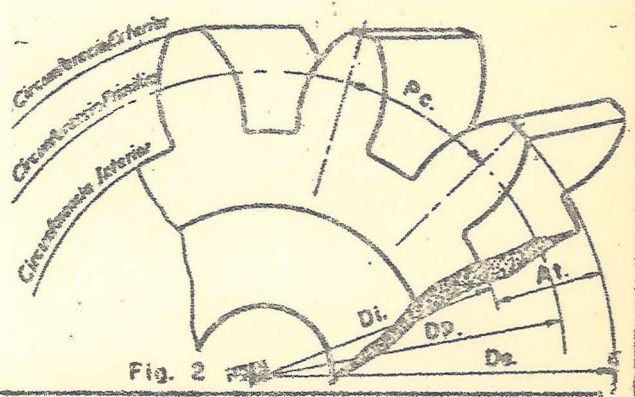 Circunferencia Exterior
Circunferencia Primitiva
Circunferencia Interior
Pc.
At.
Di.
Dp.
De.
Fig. 2